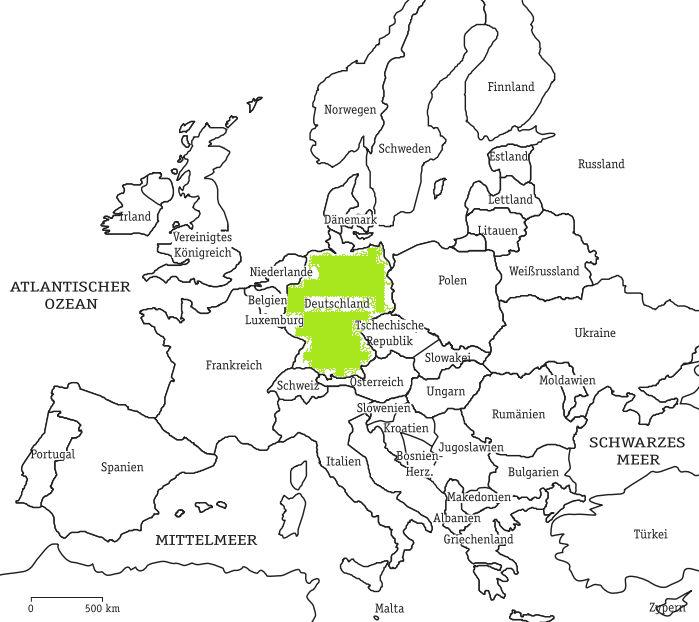 Finnland
Norwegen
Schweden
Estland
Russland
Lettland
Irland
Dänemark
Litauen
Vereinigtes
Königreich
Niederlande
Weißrussland
Polen
ATLANTISCHER
OZEAN
Belgien
Deutschland
Luxemburg
Tschechische
Republik
Ukraine
Slowakei
Frankreich
Schweiz
Österreich
Moldawien
Ungarn
Slowenien
Rumänien
Kroatien
SCHWARZES
MEER
Jugoslawien
Portugal
Spanien
Italien
Bosnien-
Herz.
Bulgarien
Makedonien
Albanien
MITTELMEER
Griechenland
Türkei
0 500 km
Malta
Zypern